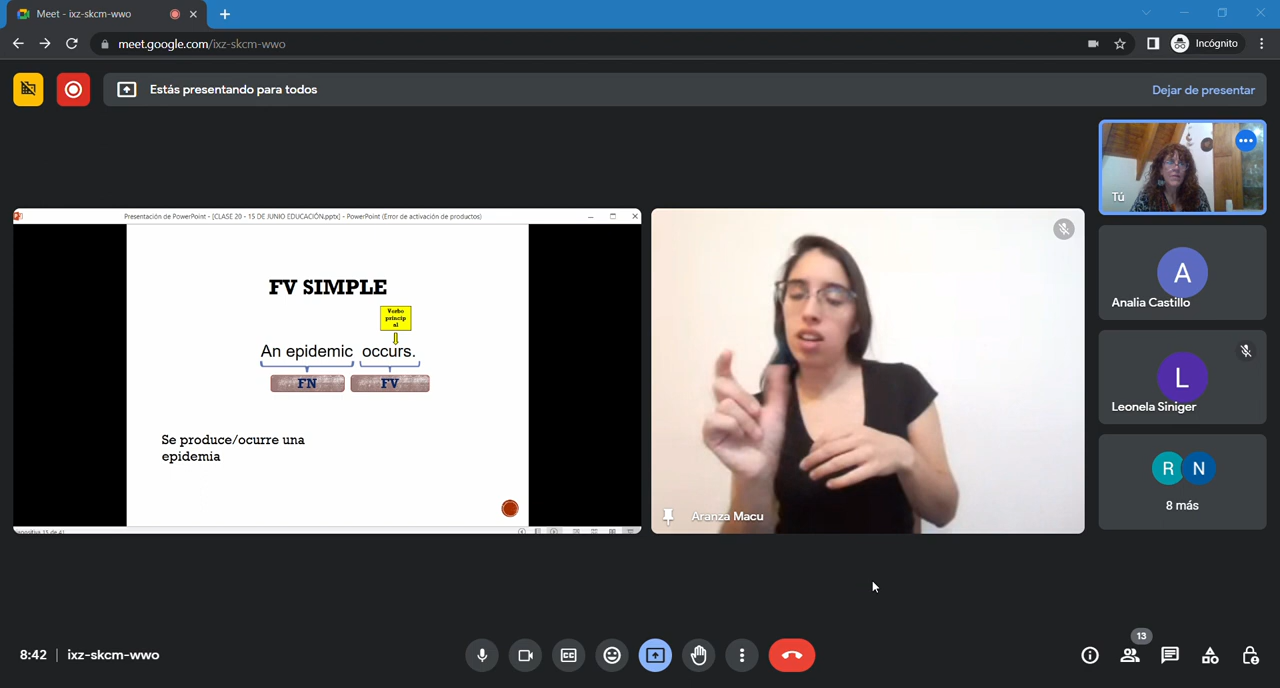 Meet - ixz-skcm-wwo
meet.google.com/ixz-skcm-wwo
Incógnito
Estás presentando para todos
Dejar de presentar
Tú
Presentación de PowerPoint - [CLASE 20 - 15 DE JUNIO EDUCACIÓN.pptx] - PowerPoint (Error de activación de productos)
FV SIMPLE
Verbo
princip
al
An epidemic occurs.
FN FV
Se produce/ocurre una
epidemia
Aranza Macu
A
Analia Castillo
L
Leonela Siniger
R N
8 más
8:42 | ixz-skcm-wwo
13